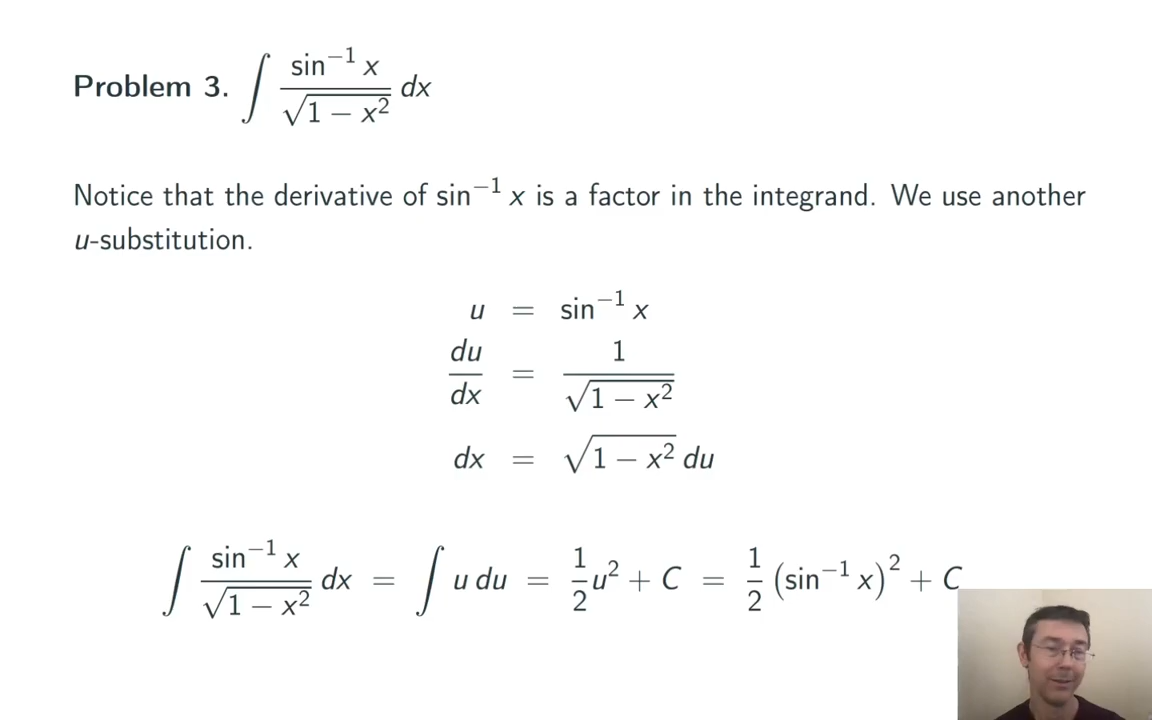 Problem 3. ∫ sin⁻¹ x / √(1 − x²) dx
Notice that the derivative of sin⁻¹ x is a factor in the integrand. We use another
u-substitution.
u = sin⁻¹ x
du/dx = 1 / √(1 − x²)
dx = √(1 − x²) du
∫ sin⁻¹ x / √(1 − x²) dx = ∫ u du = 1/2 u² + C = 1/2 (sin⁻¹ x)² + C